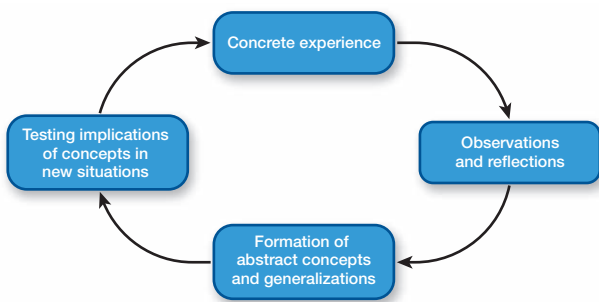 Concrete experience
Observations
and reflections
Formation of
abstract concepts
and generalizations
Testing implications
of concepts in
new situations